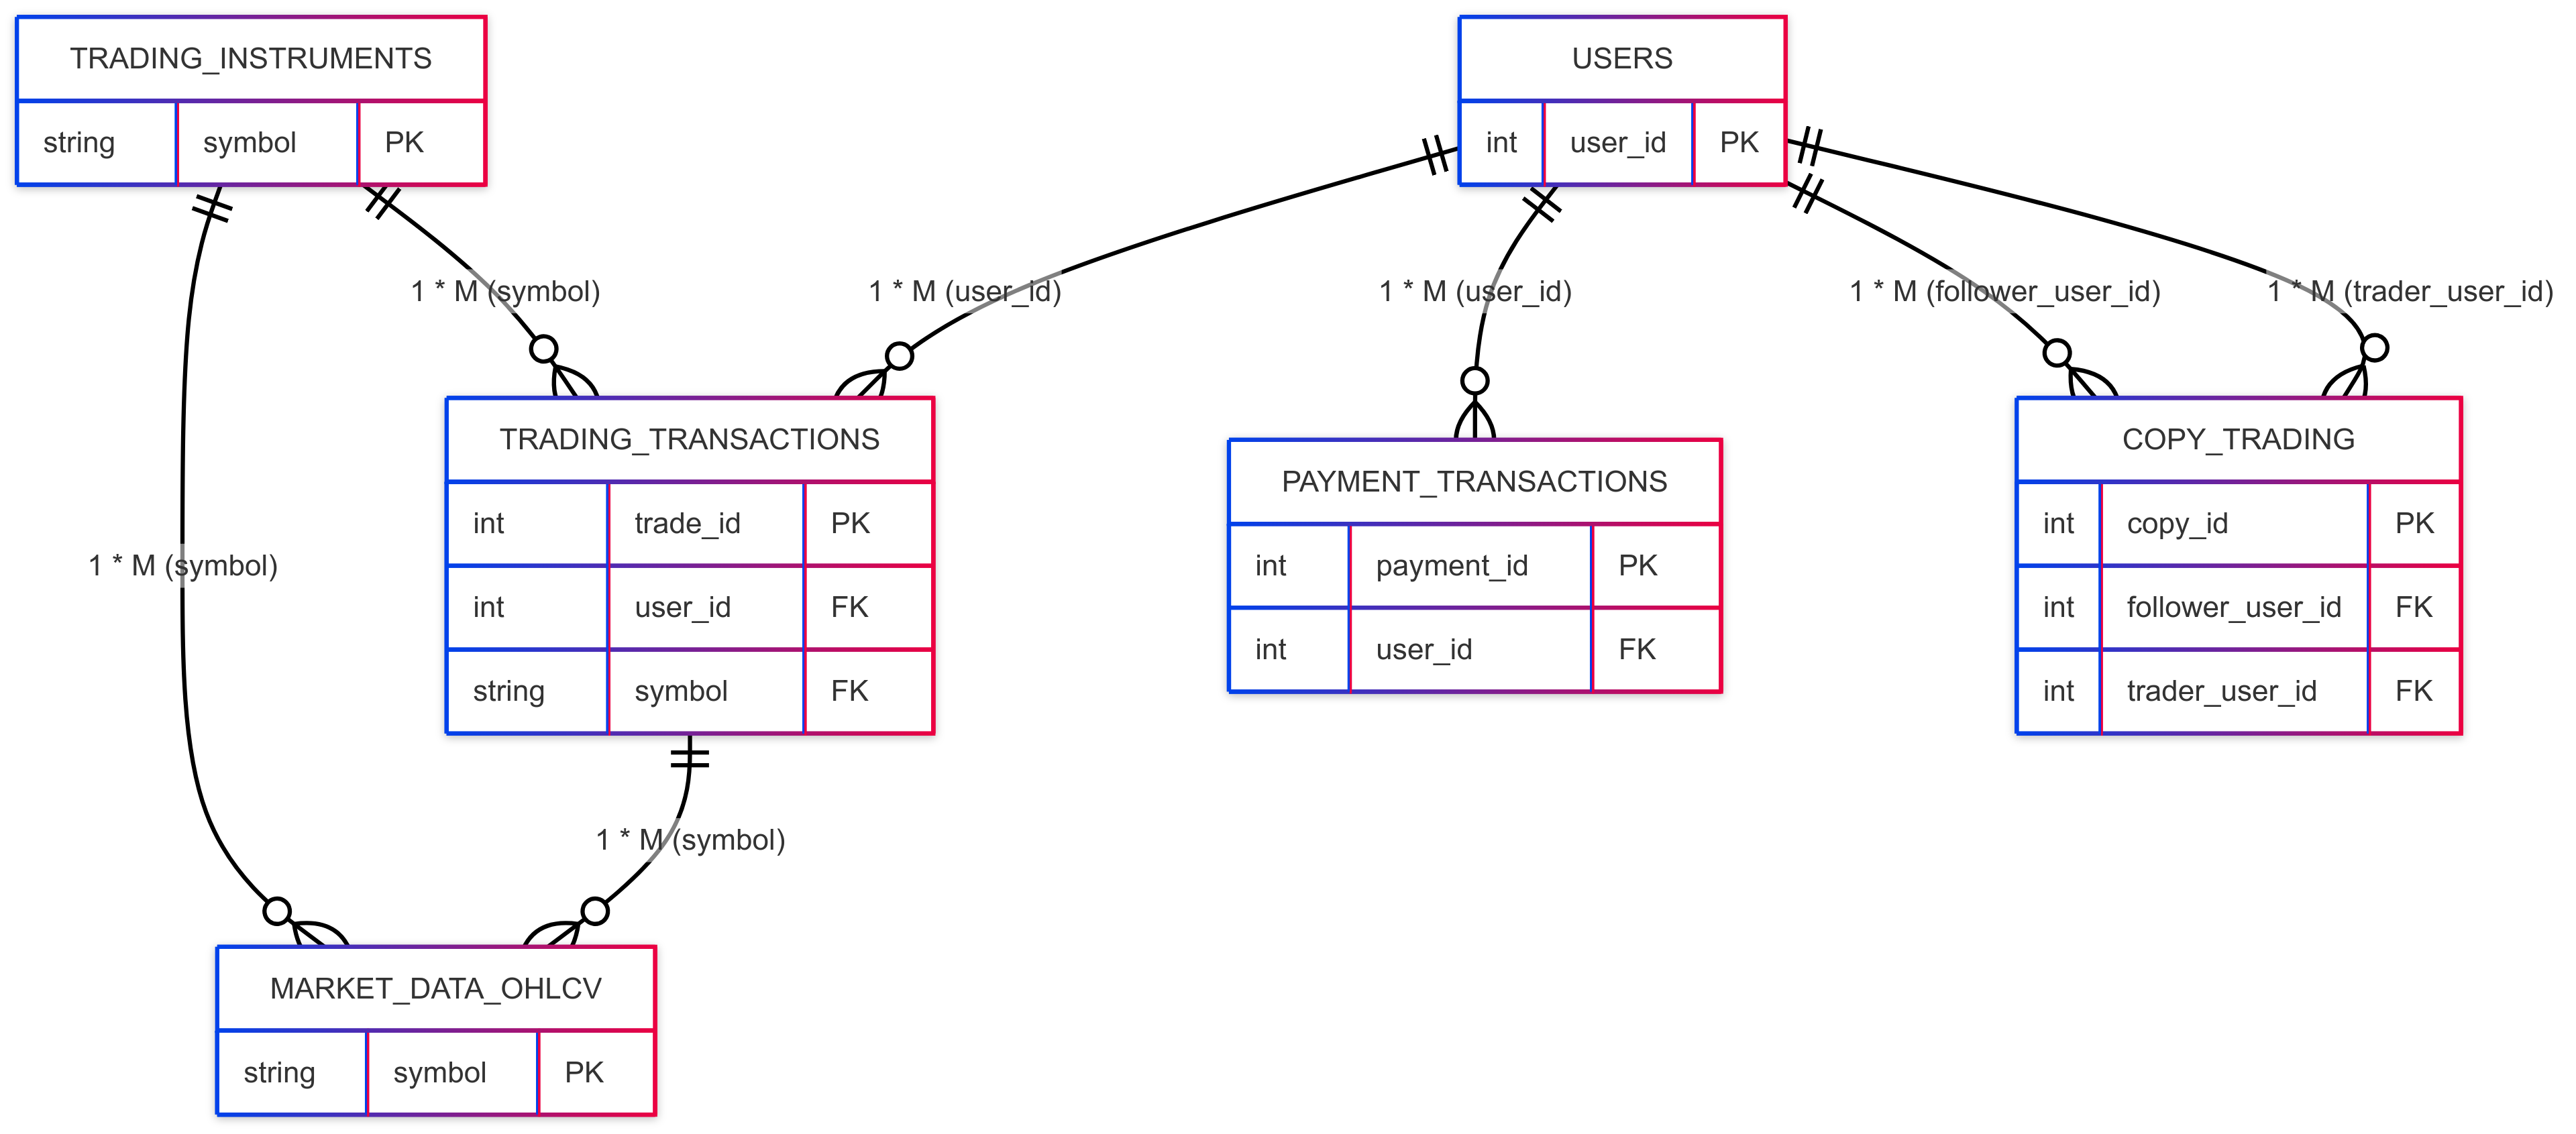 TRADING_INSTRUMENTS
string symbol PK
USERS
int user_id PK
1 * M (symbol)
1 * M (user_id)
1 * M (user_id)
1 * M (follower_user_id)
1 * M (trader_user_id)
TRADING_TRANSACTIONS
int trade_id PK
int user_id FK
string symbol FK
PAYMENT_TRANSACTIONS
int payment_id PK
int user_id FK
COPY_TRADING
int copy_id PK
int follower_user_id FK
int trader_user_id FK
1 * M (symbol)
1 * M (symbol)
MARKET_DATA_OHLCV
string symbol PK